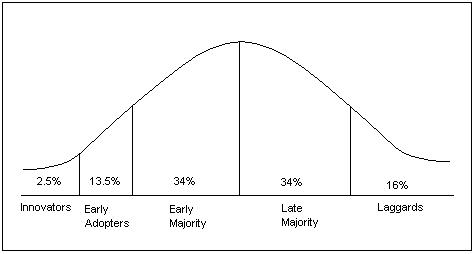 2.5% 13.5% 34% 34% 16%
Innovators Early Early Late Laggards
Adopters Majority Majority